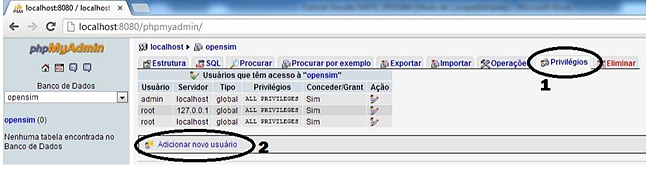 localhost:8080 / localhost
localhost:8080/phpmyadmin/
phpMyAdmin
Banco de Dados
opensim
opensim (0)
Nenhuma tabela encontrada no
Banco de Dados
localhost opensim
Estrutura SQL Procurar Procurar por exemplo Exportar Importar Operações Privilégios Eliminar
1
Usuários que têm acesso à "opensim"
Usuário Servidor Tipo Privilégios Conceder/Grant Ação
admin localhost global ALL PRIVILEGES Sim
root 127.0.0.1 global ALL PRIVILEGES Sim
root localhost global ALL PRIVILEGES Sim
Adicionar novo usuário 2